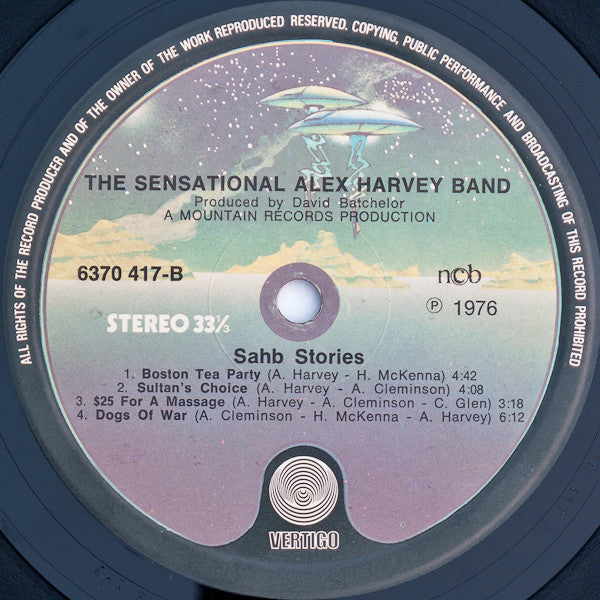 ALL RIGHTS OF THE RECORD PRODUCER AND OF THE OWNER OF THE WORK REPRODUCED RESERVED. COPYING, PUBLIC PERFORMANCE AND BROADCASTING OF THIS RECORD PROHIBITED
THE SENSATIONAL ALEX HARVEY BAND
Produced by David Batchelor
A MOUNTAIN RECORDS PRODUCTION
6370 417-B
n©b
℗ 1976
STEREO 33⅓
Sahb Stories
1. Boston Tea Party (A. Harvey - H. McKenna) 4:42
2. Sultan's Choice (A. Harvey - A. Cleminson) 4:08
3. $25 For A Massage (A. Harvey - A. Cleminson - C. Glen) 3:18
4. Dogs Of War (A. Cleminson - H. McKenna - A. Harvey) 6:12
VERTIGO